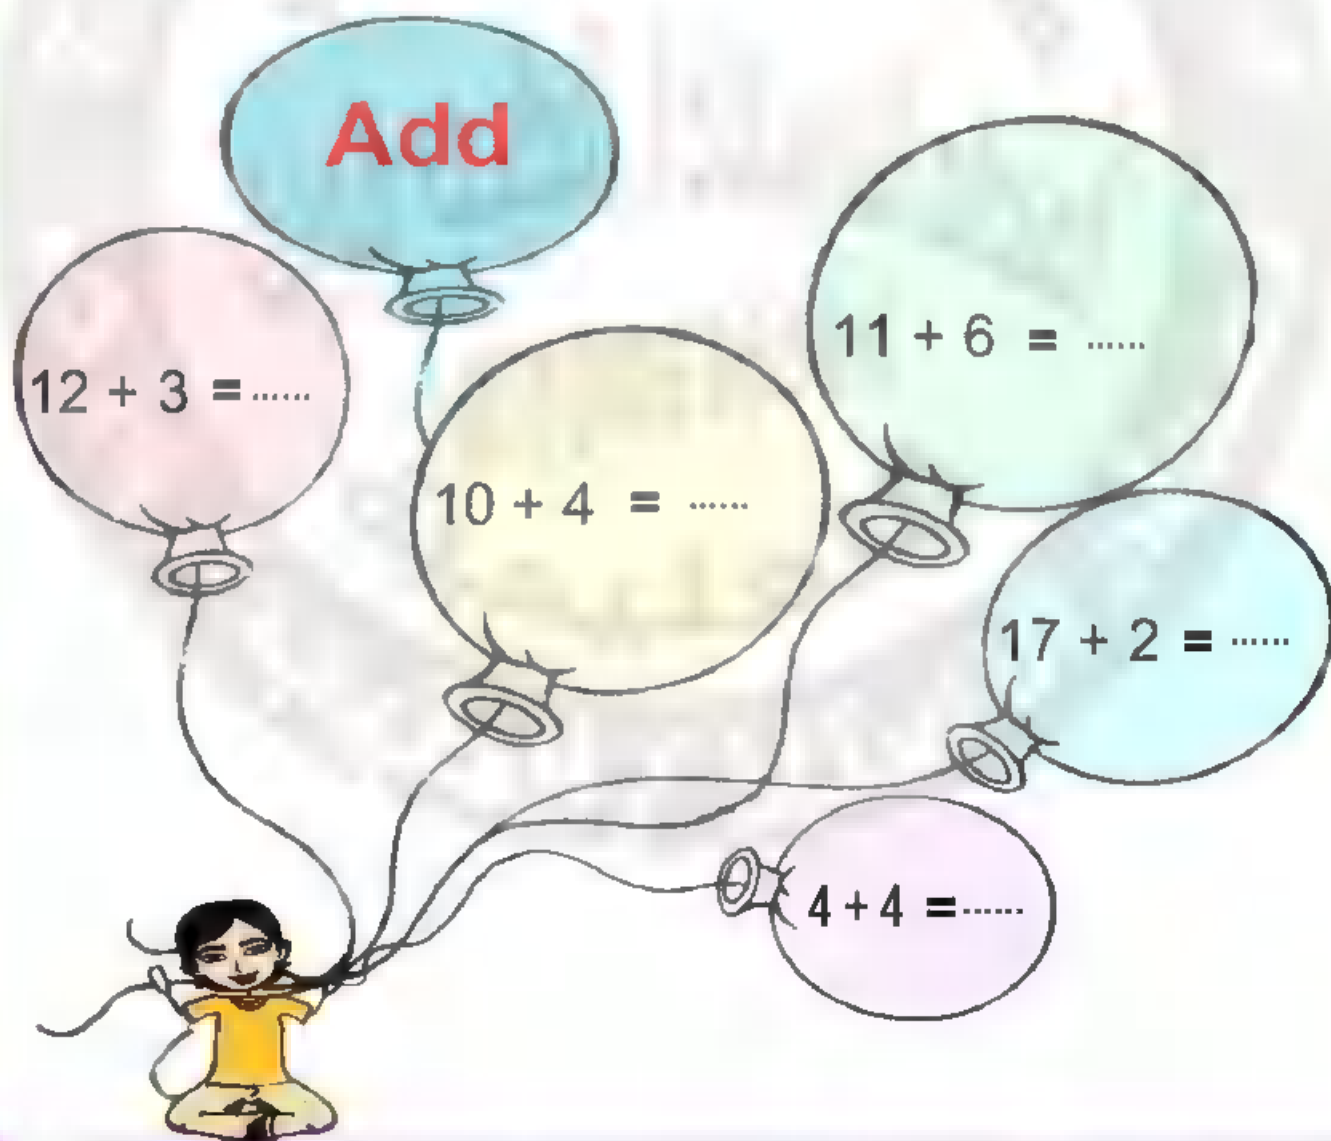 Add
12 + 3 = ......
10 + 4 = ......
11 + 6 = ......
17 + 2 = ......
4 + 4 = ......